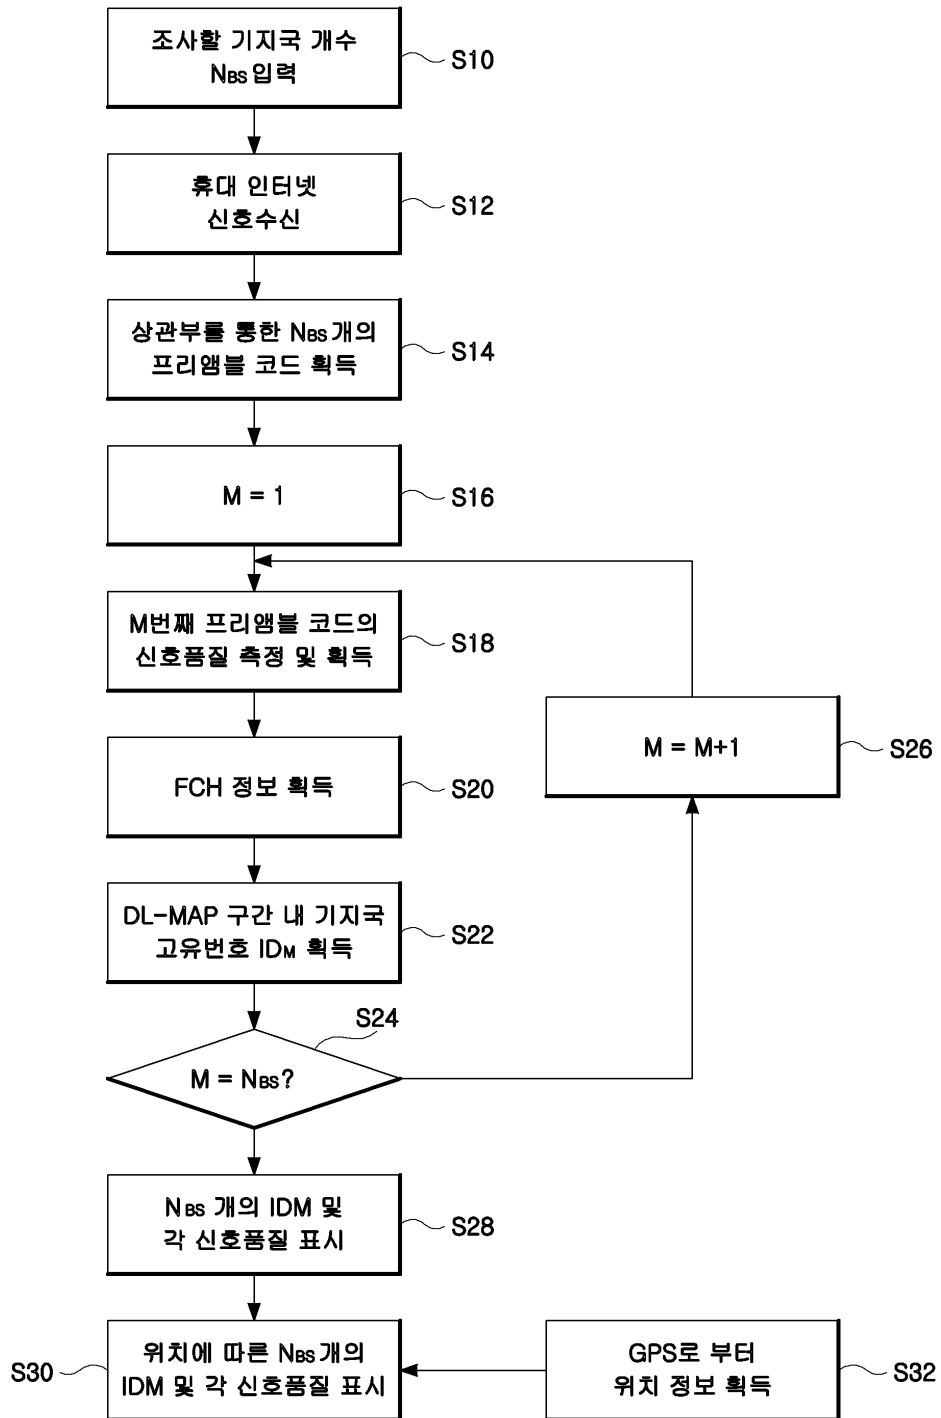 조사할 기지국 개수
NBS 입력
S10
휴대 인터넷
신호수신
S12
상관부를 통한 NBS 개의
프리앰블 코드 획득
S14
M = 1
S16
M번째 프리앰블 코드의
신호품질 측정 및 획득
S18
FCH 정보 획득
S20
M = M+1
S26
DL-MAP 구간 내 기지국
고유번호 IDM 획득
S22
S24
M = NBS?
NBS 개의 IDM 및
각 신호품질 표시
S28
S30
위치에 따른 NBS 개의
IDM 및 각 신호품질 표시
GPS로 부터
위치 정보 획득
S32